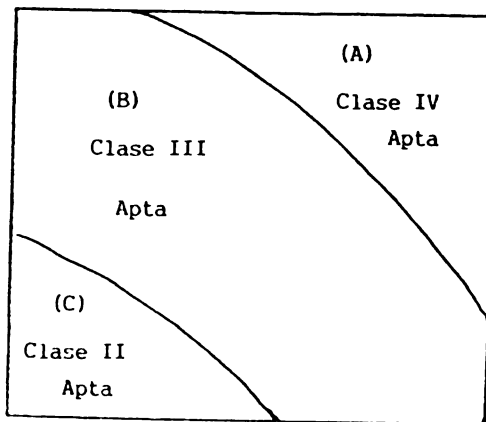 (A)
Clase IV
Apta
(B)
Clase III
Apta
(C)
Clase II
Apta